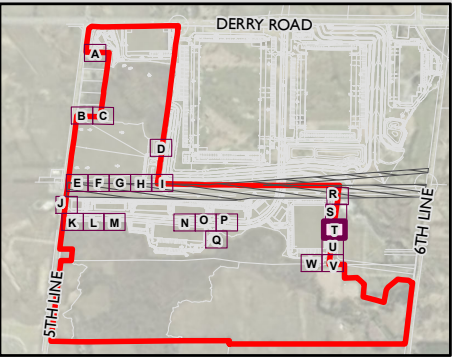 DERRY ROAD
A
B C
D
E F G H I
R
J
S
K L M
N O P
T
Q
U
W V
5TH LINE
6TH LINE